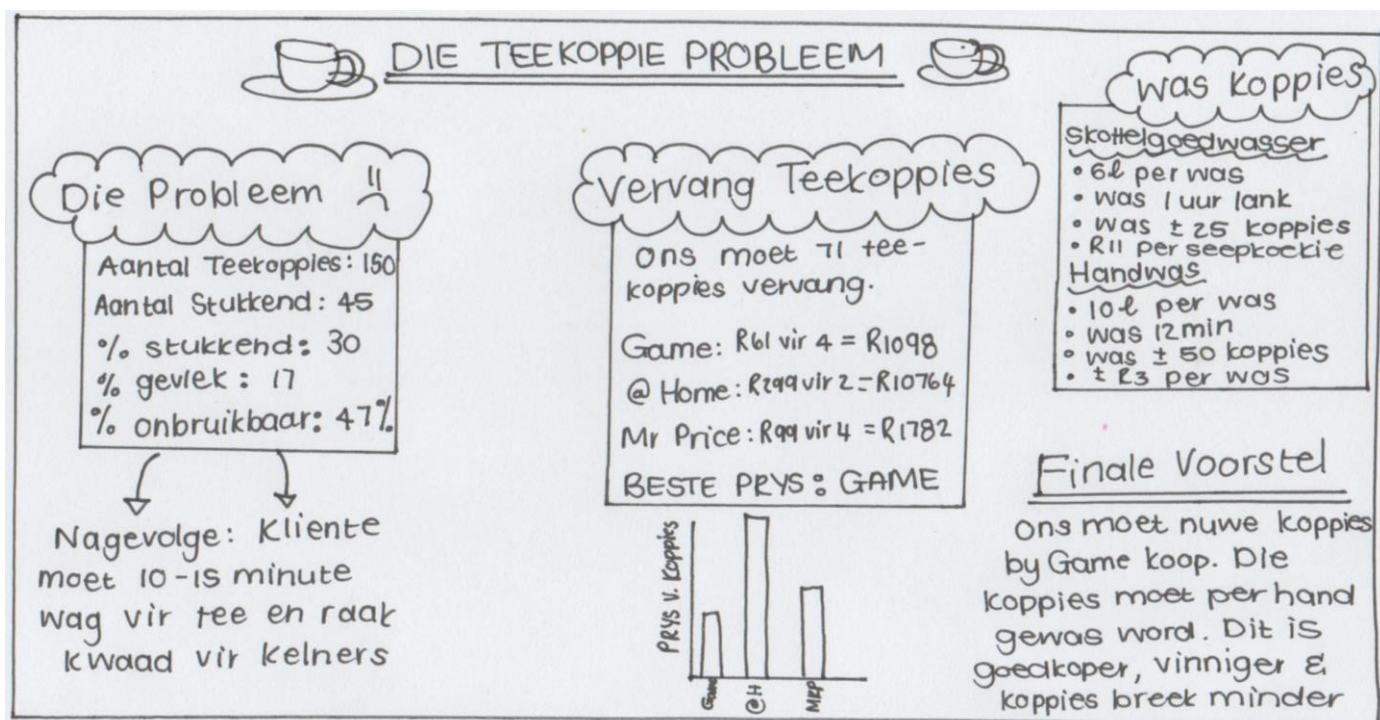 DIE TEEKOPPIE PROBLEEM
Die Probleem
Aantal Teekoppies: 150
Aantal Stukkend: 45
% stukkend: 30
% gevlek: 17
% onbruikbaar: 47%
Nagevolge: Kliente
moet 10-15 minute
wag vir tee en raak
kwaad vir kelners
Vervang Teekoppies
Ons moet 71 tee-
koppies vervang.
Game: R61 vir 4 = R1098
@ Home: R299 vir 2 = R10764
Mr Price: R99 vir 4 = R1782
BESTE PRYS: GAME
PRYS V. Koppies
Game
@H
MRP
Was Koppies
Skottelgoedwasser
• 6l per was
• was 1 uur lank
• was ± 25 koppies
• R11 per seepkoekie
Handwas
• 10l per was
• was 12min
• was ± 50 koppies
• ± R3 per was
Finale Voorstel
Ons moet nuwe koppies
by Game koop. Die
koppies moet per hand
gewas word. Dit is
goedkoper, vinniger &
koppies breek minder